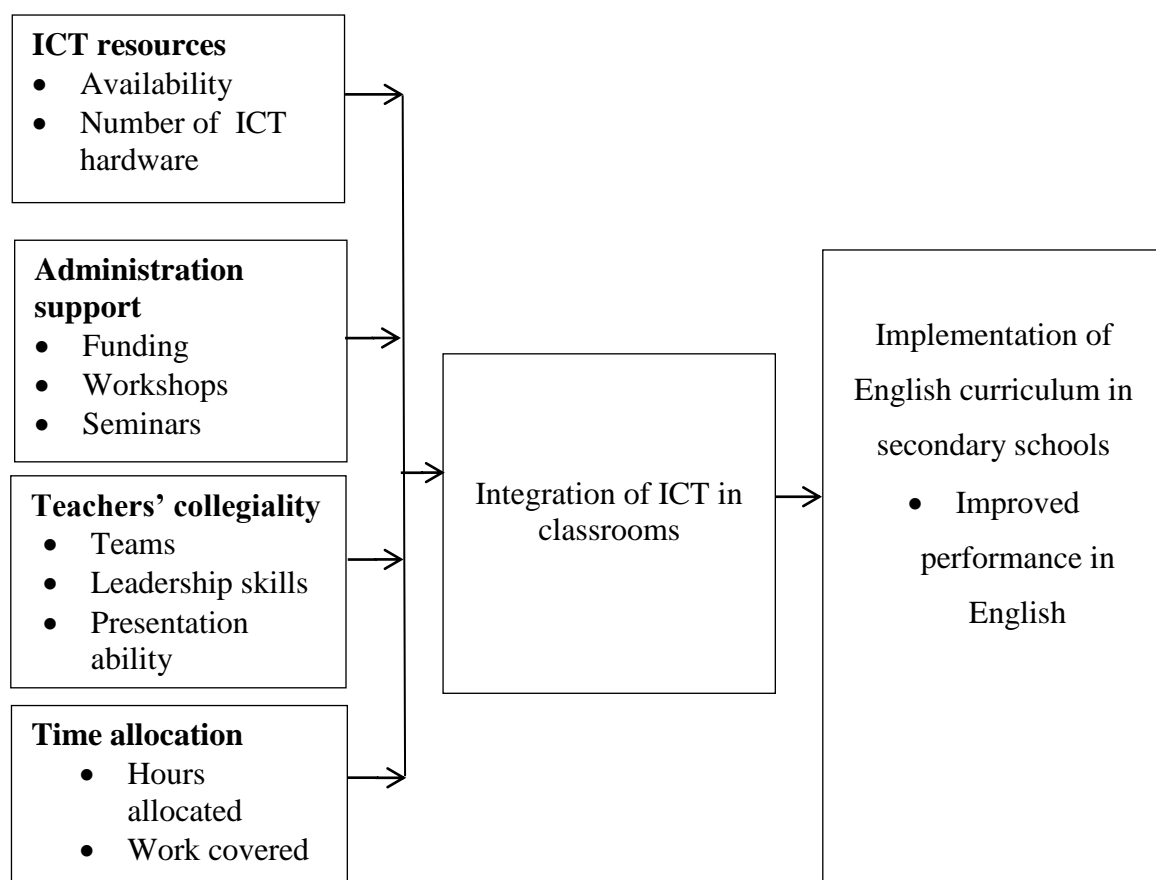 ICT resources
• Availability
• Number of ICT
hardware
Administration
support
• Funding
• Workshops
• Seminars
Teachers’ collegiality
• Teams
• Leadership skills
• Presentation
ability
Time allocation
• Hours
allocated
• Work covered
Integration of ICT in
classrooms
Implementation of
English curriculum in
secondary schools
• Improved
performance in
English